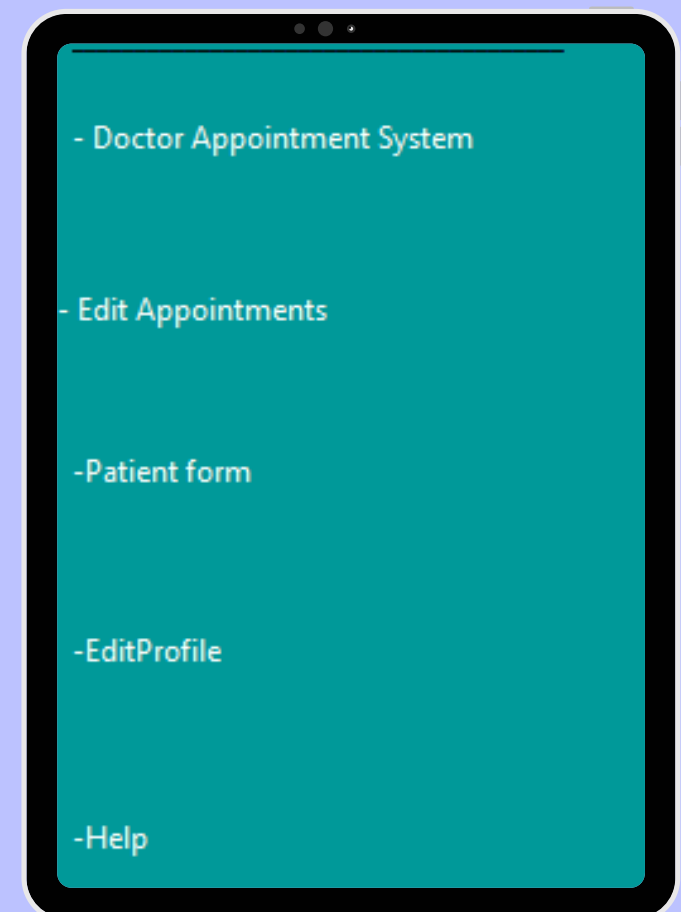 - Doctor Appointment System
- Edit Appointments
-Patient form
-EditProfile
-Help